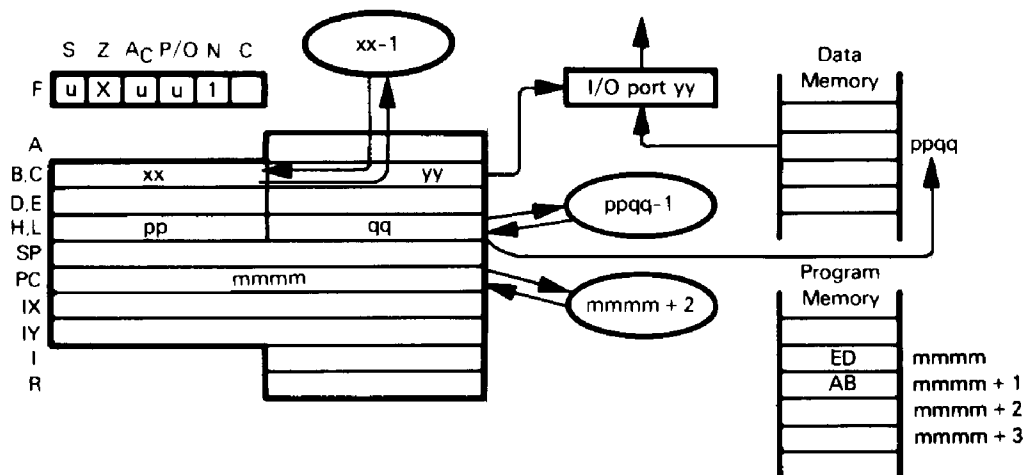 xx-1
S Z AC P/O N C
F u X u u 1
I/O port yy
Data
Memory
ppqq
A
B,C xx yy
D,E
H,L pp qq
ppqq-1
SP
PC mmmm
mmmm + 2
IX
IY
I
R
Program
Memory
ED mmmm
AB mmmm + 1
mmmm + 2
mmmm + 3